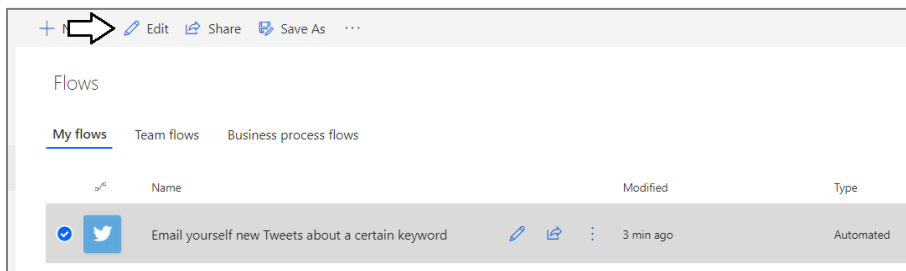 Edit Share Save As ...
Flows
My flows Team flows Business process flows
Name Modified Type
Email yourself new Tweets about a certain keyword 3 min ago Automated